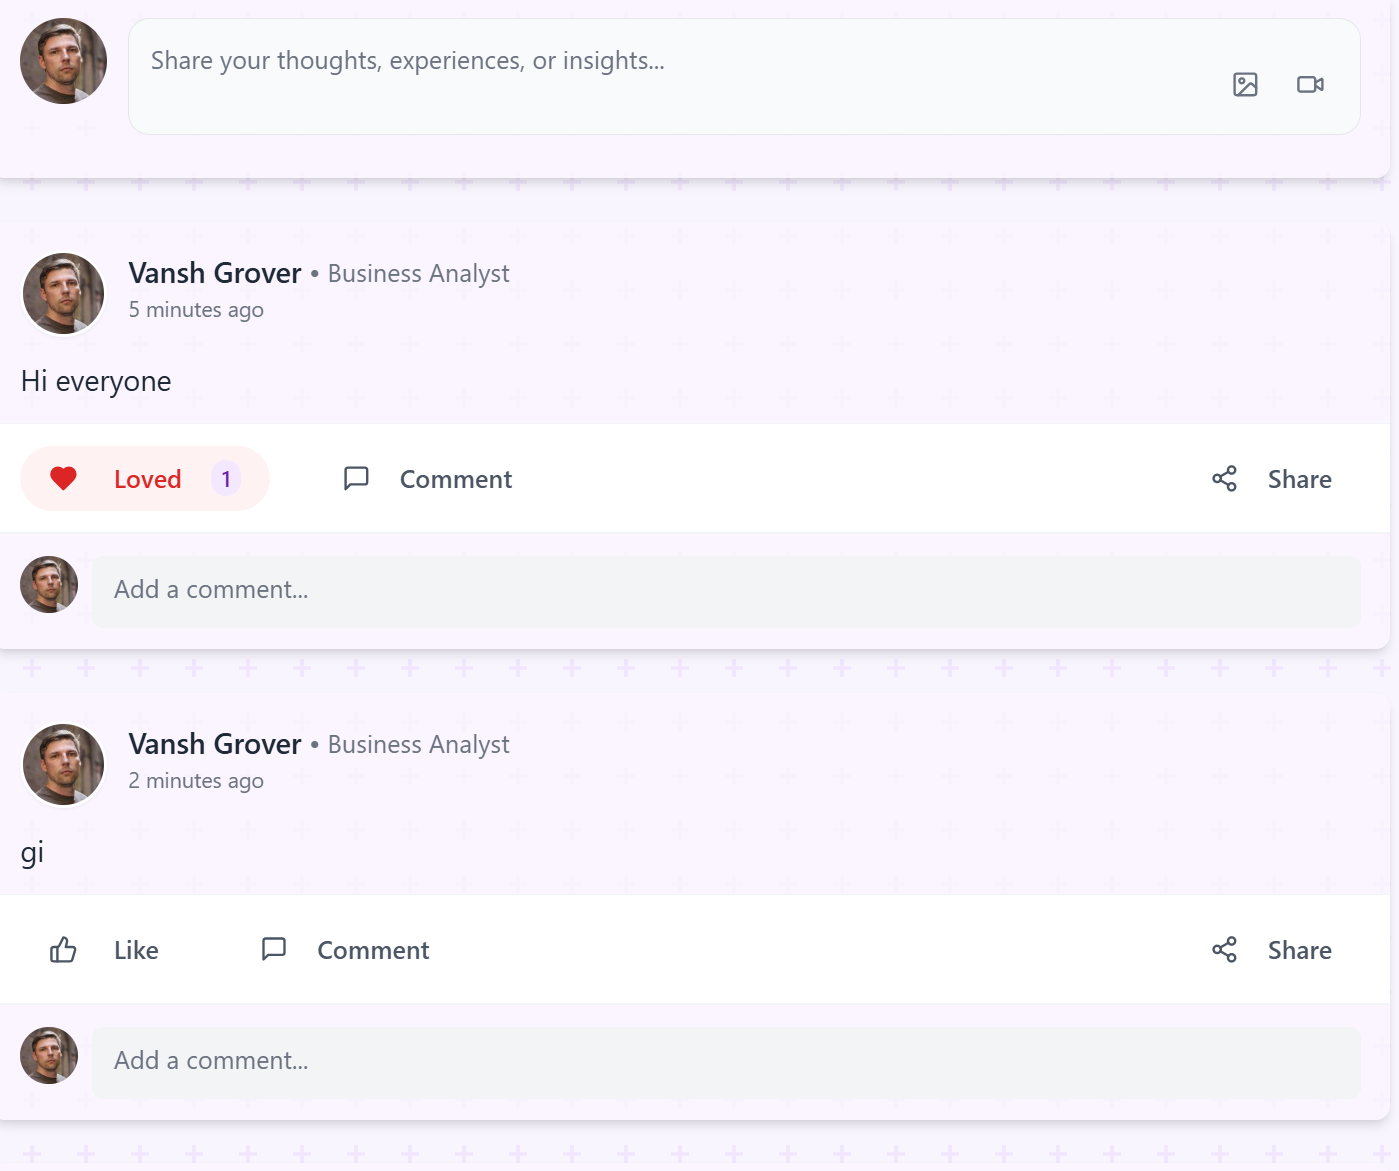 Share your thoughts, experiences, or insights...
Vansh Grover • Business Analyst
5 minutes ago
Hi everyone
Loved 1 Comment Share
Add a comment...
Vansh Grover • Business Analyst
2 minutes ago
gi
Like Comment Share
Add a comment...